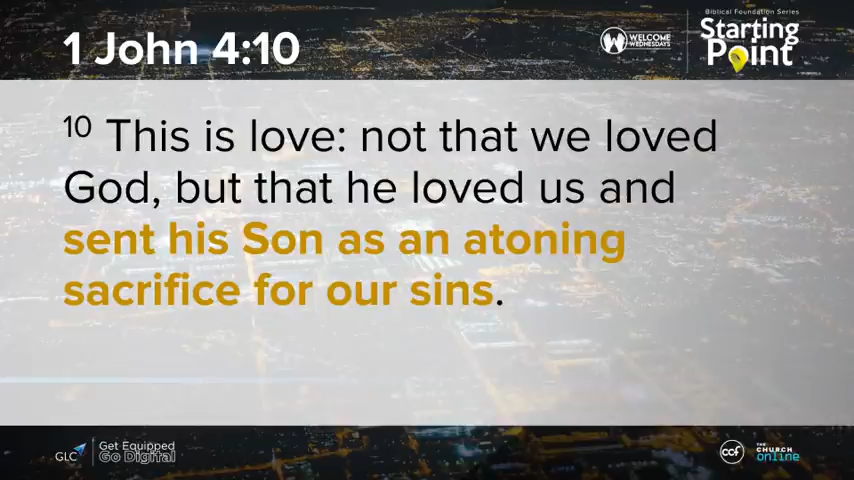 1 John 4:10
WELCOME
WEDNESDAYS
Biblical Foundation Series
Starting
Point
10 This is love: not that we loved
God, but that he loved us and
sent his Son as an atoning
sacrifice for our sins.
GLC
Get Equipped
Go Digital
ccf
THE
CHURCH
online